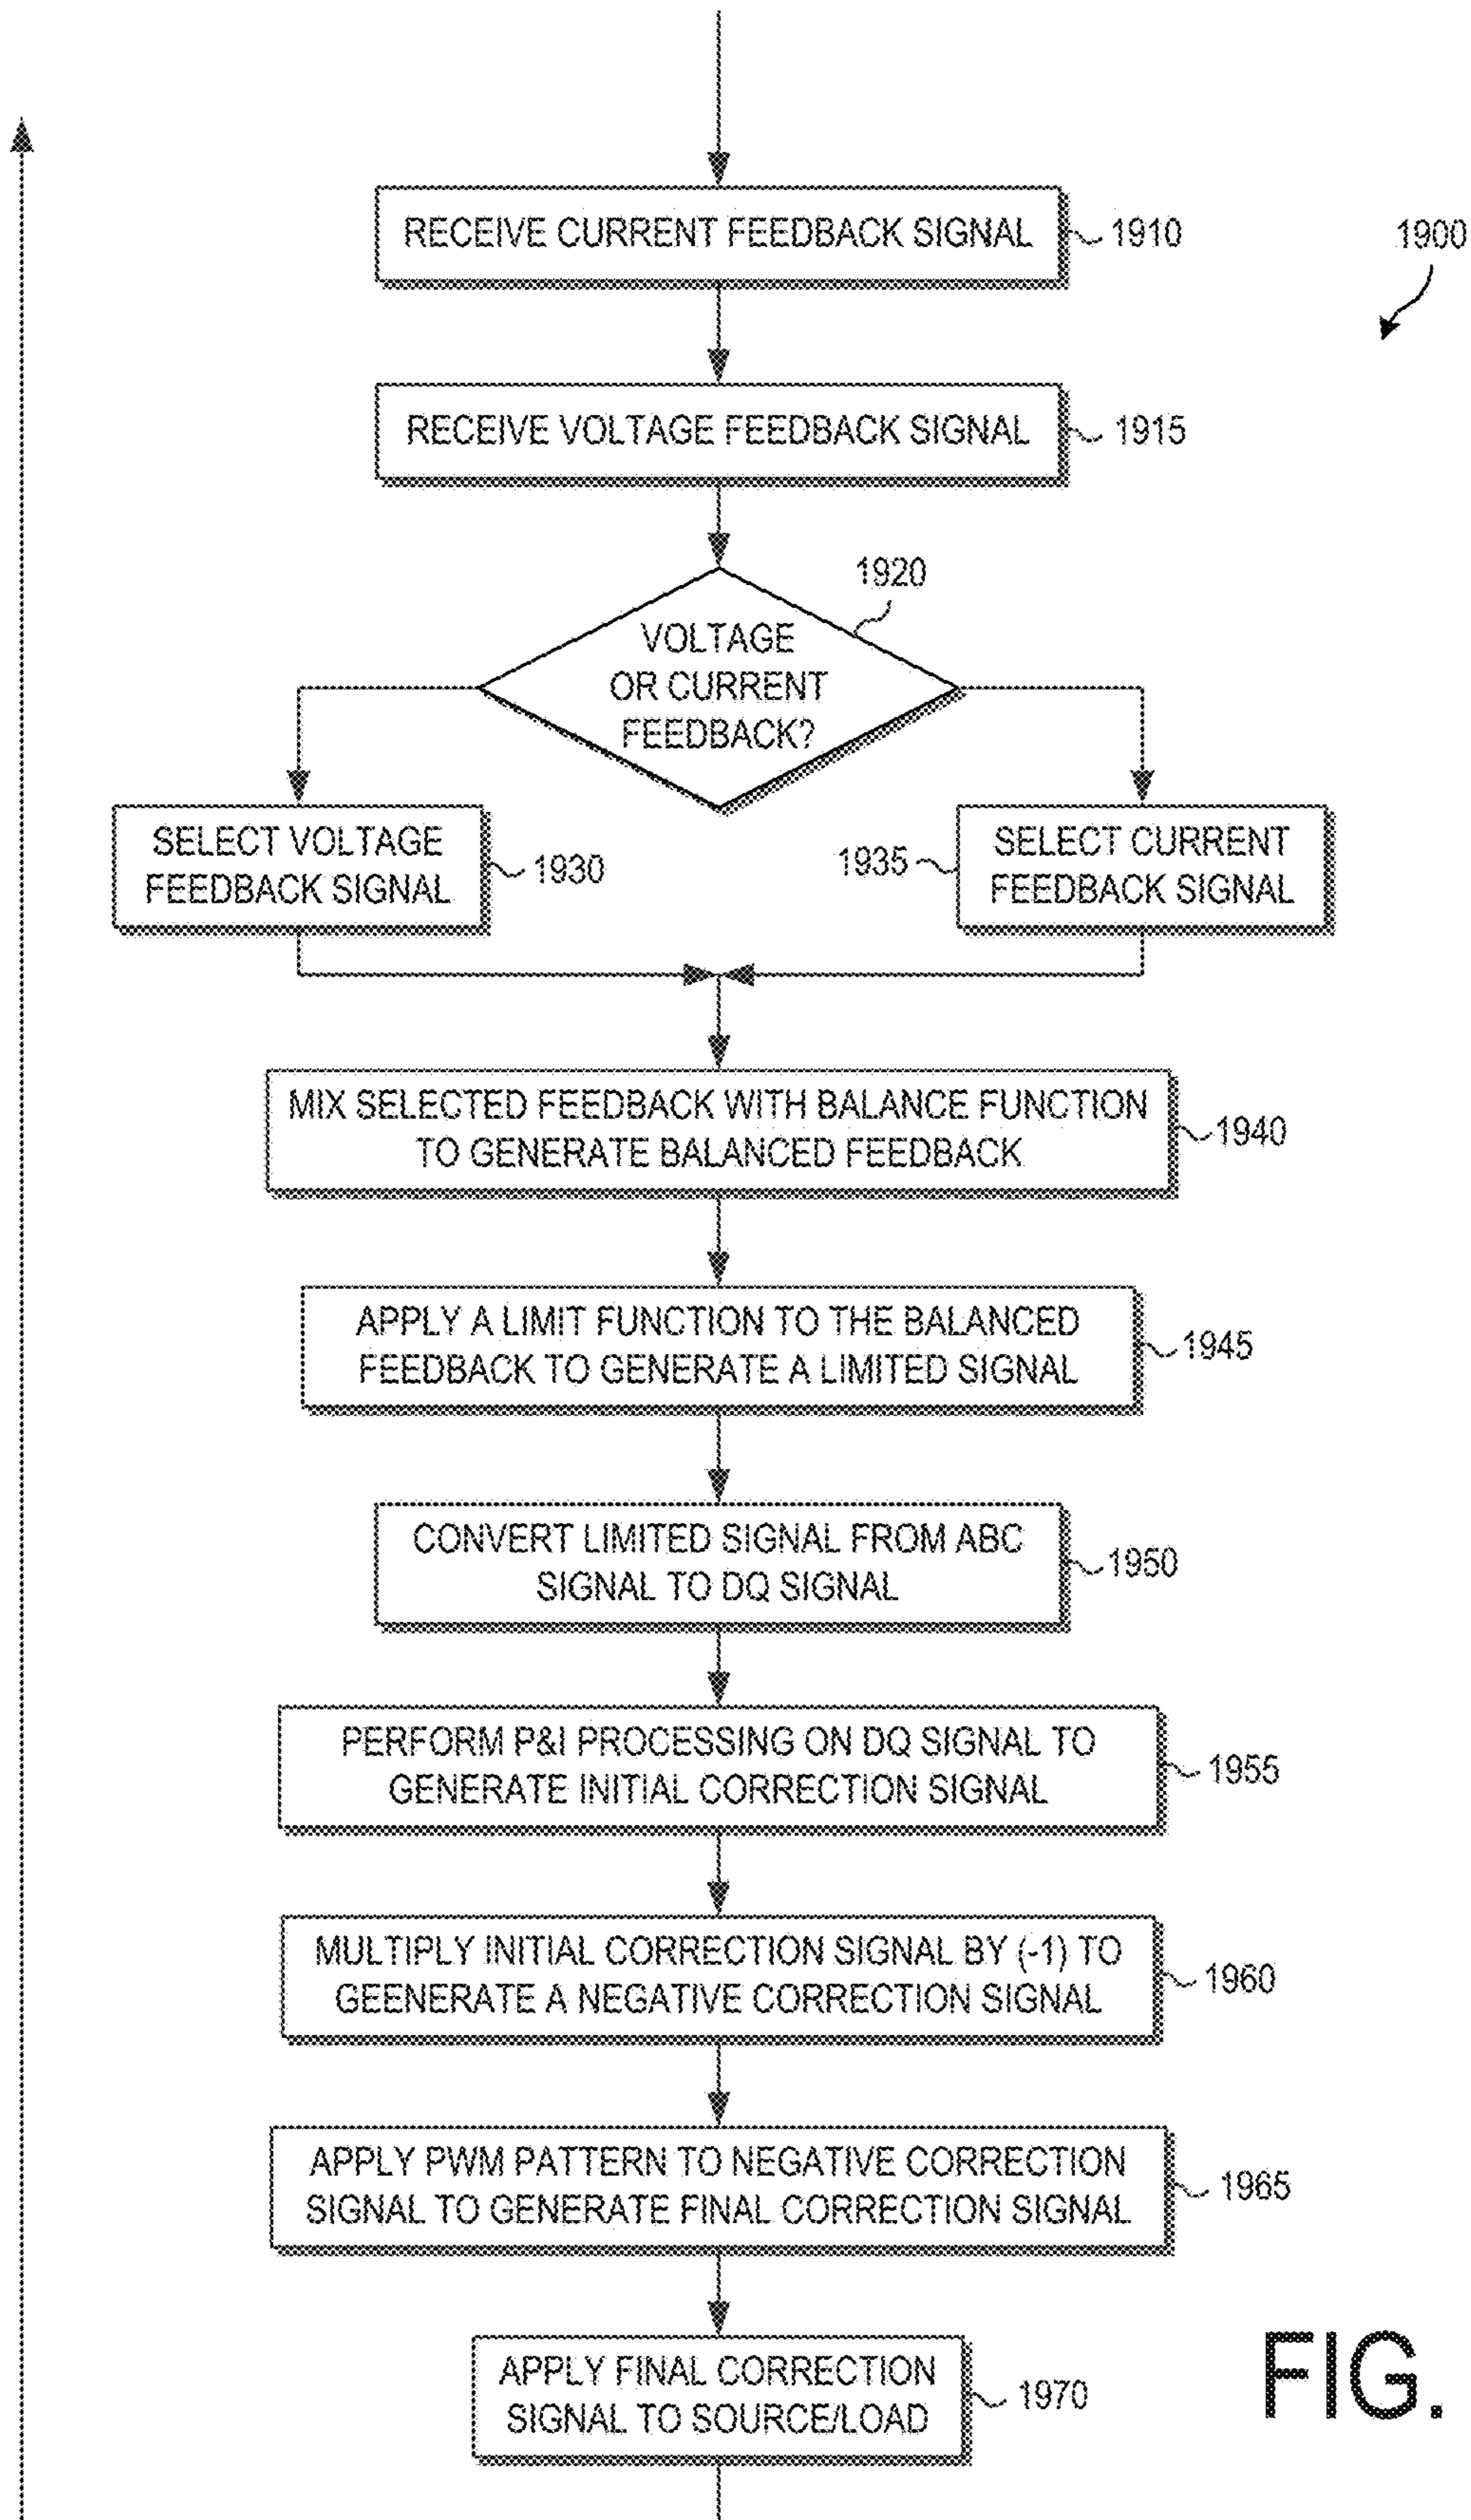 RECEIVE CURRENT FEEDBACK SIGNAL
1910
1900
RECEIVE VOLTAGE FEEDBACK SIGNAL
1915
1920
VOLTAGE
OR CURRENT
FEEDBACK?
SELECT VOLTAGE
FEEDBACK SIGNAL
1930
1935
SELECT CURRENT
FEEDBACK SIGNAL
MIX SELECTED FEEDBACK WITH BALANCE FUNCTION
TO GENERATE BALANCED FEEDBACK
1940
APPLY A LIMIT FUNCTION TO THE BALANCED
FEEDBACK TO GENERATE A LIMITED SIGNAL
1945
CONVERT LIMITED SIGNAL FROM ABC
SIGNAL TO DQ SIGNAL
1950
PERFORM P&I PROCESSING ON DQ SIGNAL TO
GENERATE INITIAL CORRECTION SIGNAL
1955
MULTIPLY INITIAL CORRECTION SIGNAL BY (-1) TO
GEENERATE A NEGATIVE CORRECTION SIGNAL
1960
APPLY PWM PATTERN TO NEGATIVE CORRECTION
SIGNAL TO GENERATE FINAL CORRECTION SIGNAL
1965
APPLY FINAL CORRECTION
SIGNAL TO SOURCE/LOAD
1970
FIG.